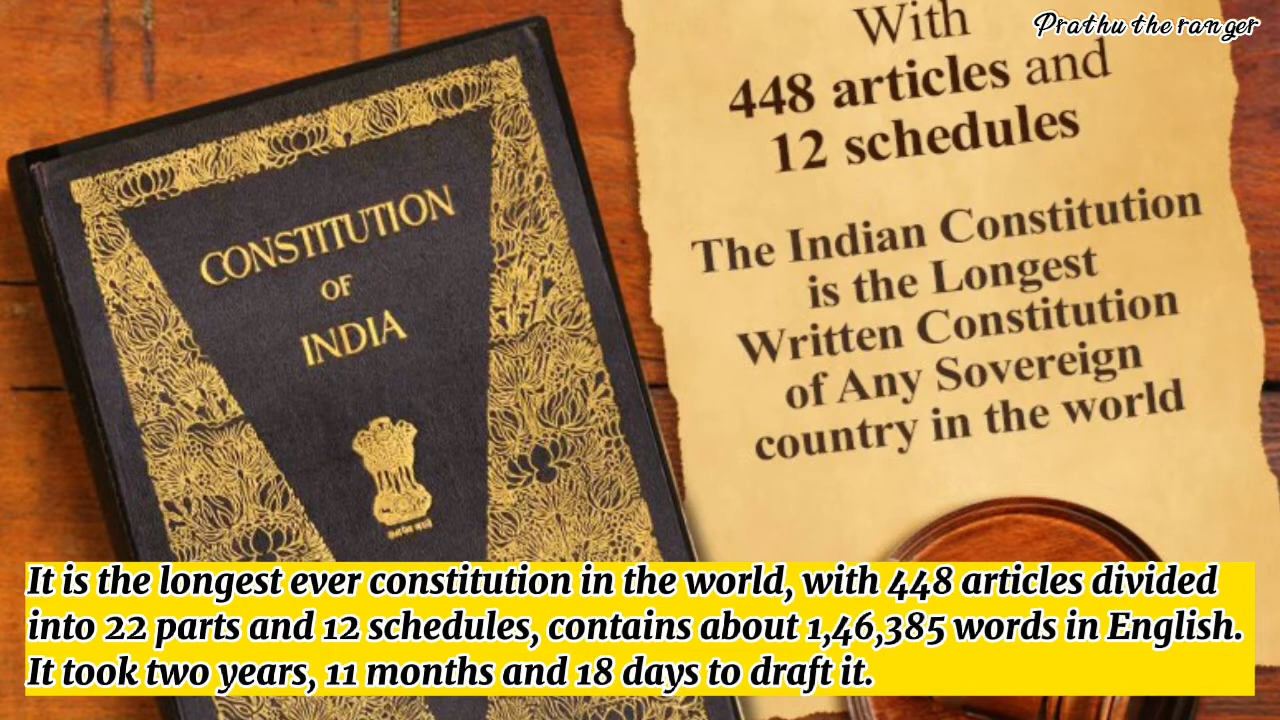 Prathu the ranger
With
448 articles and
12 schedules
The Indian Constitution
is the Longest
Written Constitution
of Any Sovereign
country in the world
CONSTITUTION
OF
INDIA
It is the longest ever constitution in the world, with 448 articles divided
into 22 parts and 12 schedules, contains about 1,46,385 words in English.
It took two years, 11 months and 18 days to draft it.